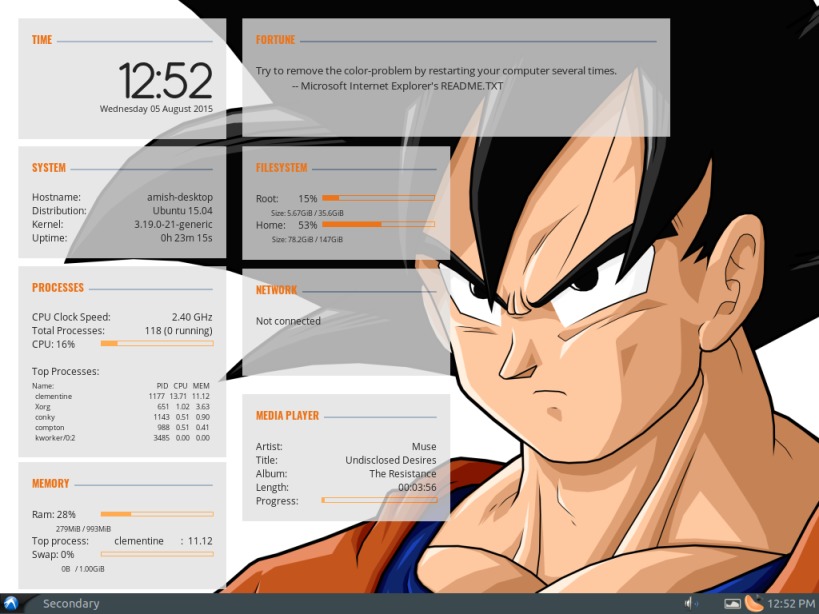 TIME
12:52
Wednesday 05 August 2015
FORTUNE
Try to remove the color-problem by restarting your computer several times.
-- Microsoft Internet Explorer's README.TXT
SYSTEM
Hostname: amish-desktop
Distribution: Ubuntu 15.04
Kernel: 3.19.0-21-generic
Uptime: 0h 23m 15s
FILESYSTEM
Root: 15%
Size: 5.67GiB / 35.6GiB
Home: 53%
Size: 78.2GiB / 147GiB
PROCESSES
CPU Clock Speed: 2.40 GHz
Total Processes: 118 (0 running)
CPU: 16%
Top Processes:
Name: PID CPU MEM
clementine 1177 13.71 11.12
Xorg 651 1.02 3.63
conky 1143 0.51 0.90
compton 988 0.51 0.41
kworker/0:2 3485 0.00 0.00
NETWORK
Not connected
MEDIA PLAYER
Artist: Muse
Title: Undisclosed Desires
Album: The Resistance
Length: 00:03:56
Progress:
MEMORY
Ram: 28%
279MiB / 993MiB
Top process: clementine : 11.12
Swap: 0%
0B / 1.00GiB
Secondary
12:52 PM